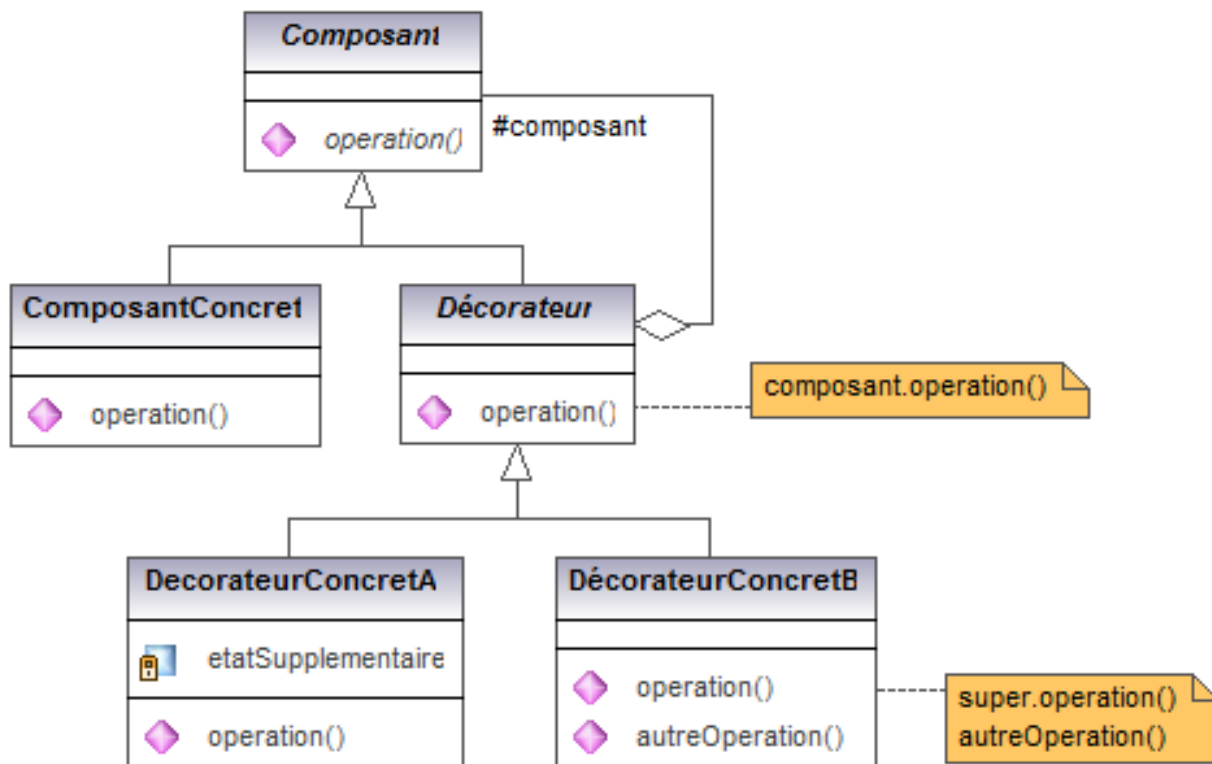 Composant
operation()
#composant
ComposantConcret
operation()
Décorateur
operation()
composant.operation()
DecorateurConcretA
etatSupplementaire
operation()
DécorateurConcretB
operation()
autreOperation()
super.operation()
autreOperation()